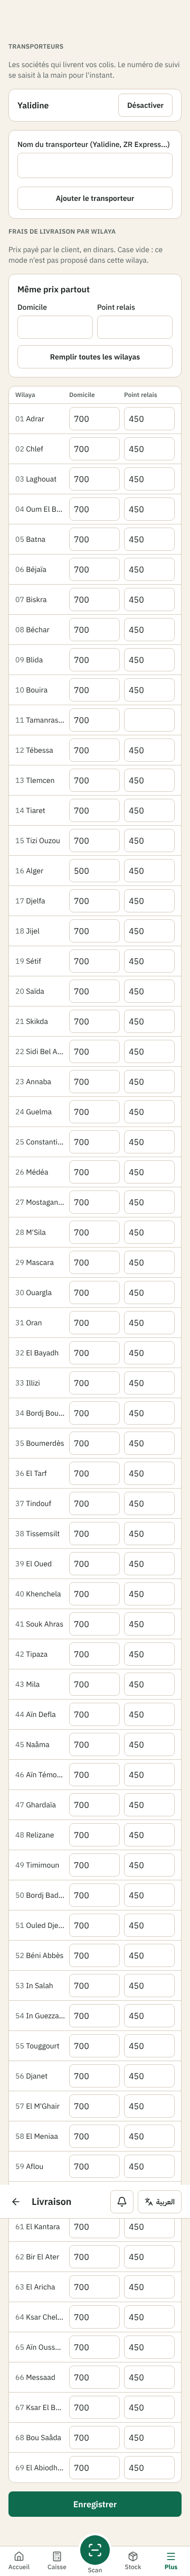 TRANSPORTEURS
Les sociétés qui livrent vos colis. Le numéro de suivi
se saisit à la main pour l'instant.
Yalidine
Désactiver
Nom du transporteur (Yalidine, ZR Express…)
Ajouter le transporteur
FRAIS DE LIVRAISON PAR WILAYA
Prix payé par le client, en dinars. Case vide : ce
mode n'est pas proposé dans cette wilaya.
Même prix partout
Domicile Point relais
Remplir toutes les wilayas
Wilaya Domicile Point relais
01 Adrar 700 450
02 Chlef 700 450
03 Laghouat 700 450
04 Oum El B… 700 450
05 Batna 700 450
06 Béjaïa 700 450
07 Biskra 700 450
08 Béchar 700 450
09 Blida 700 450
10 Bouira 700 450
11 Tamanras… 700
12 Tébessa 700 450
13 Tlemcen 700 450
14 Tiaret 700 450
15 Tizi Ouzou 700 450
16 Alger 500 450
17 Djelfa 700 450
18 Jijel 700 450
19 Sétif 700 450
20 Saïda 700 450
21 Skikda 700 450
22 Sidi Bel A… 700 450
23 Annaba 700 450
24 Guelma 700 450
25 Constanti… 700 450
26 Médéa 700 450
27 Mostagan… 700 450
28 M'Sila 700 450
29 Mascara 700 450
30 Ouargla 700 450
31 Oran 700 450
32 El Bayadh 700 450
33 Illizi 700 450
34 Bordj Bou… 700 450
35 Boumerdès 700 450
36 El Tarf 700 450
37 Tindouf 700 450
38 Tissemsilt 700 450
39 El Oued 700 450
40 Khenchela 700 450
41 Souk Ahras 700 450
42 Tipaza 700 450
43 Mila 700 450
44 Aïn Defla 700 450
45 Naâma 700 450
46 Aïn Témo… 700 450
47 Ghardaïa 700 450
48 Relizane 700 450
49 Timimoun 700 450
50 Bordj Bad… 700 450
51 Ouled Dje… 700 450
52 Béni Abbès 700 450
53 In Salah 700 450
54 In Guezza… 700 450
55 Touggourt 700 450
56 Djanet 700 450
57 El M'Ghair 700 450
58 El Meniaa 700 450
59 Aflou 700 450
Livraison
العربية
61 El Kantara 700 450
62 Bir El Ater 700 450
63 El Aricha 700 450
64 Ksar Chel… 700 450
65 Aïn Ouss… 700 450
66 Messaad 700 450
67 Ksar El B… 700 450
68 Bou Saâda 700 450
69 El Abiodh… 700 450
Enregistrer
Accueil Caisse Scan Stock Plus